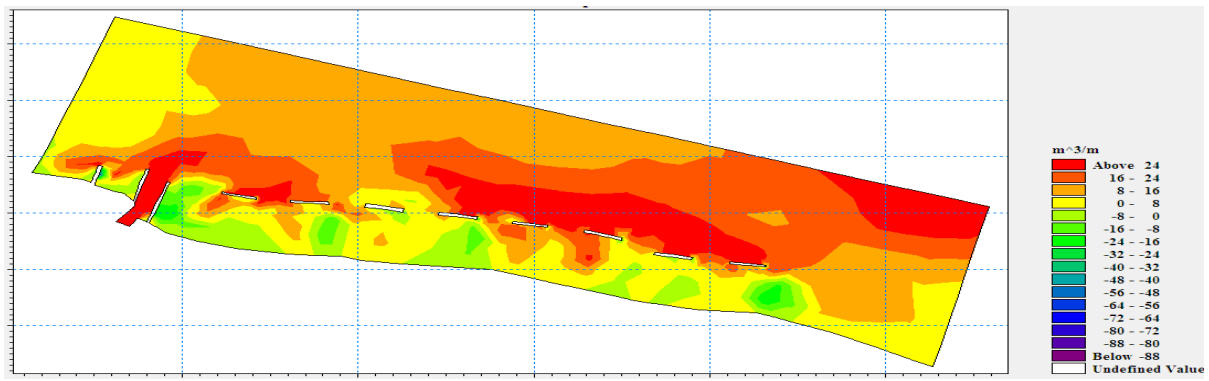 m^3/m
Above 24
16 - 24
8 - 16
0 - 8
-8 - 0
-16 - -8
-24 - -16
-32 - -24
-40 - -32
-48 - -40
-56 - -48
-64 - -56
-72 - -64
-80 - -72
-88 - -80
Below -88
Undefined Value